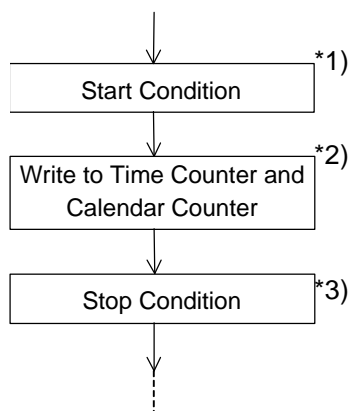 *1)
Start Condition
*2)
Write to Time Counter and
Calendar Counter
*3)
Stop Condition